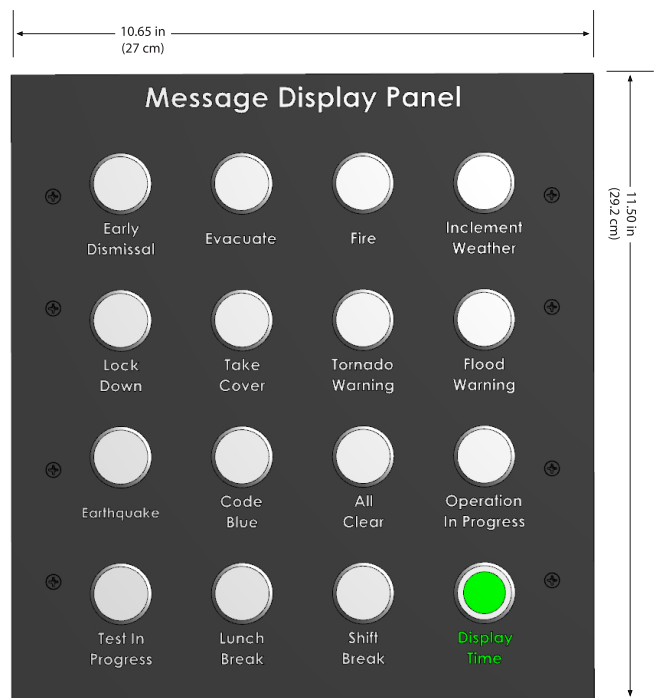 10.65 in
(27 cm)
Message Display Panel
11.50 in
(29.2 cm)
Early
Dismissal
Evacuate
Fire
Inclement
Weather
Lock
Down
Take
Cover
Tornado
Warning
Flood
Warning
Earthquake
Code
Blue
All
Clear
Operation
In Progress
Test In
Progress
Lunch
Break
Shift
Break
Display
Time